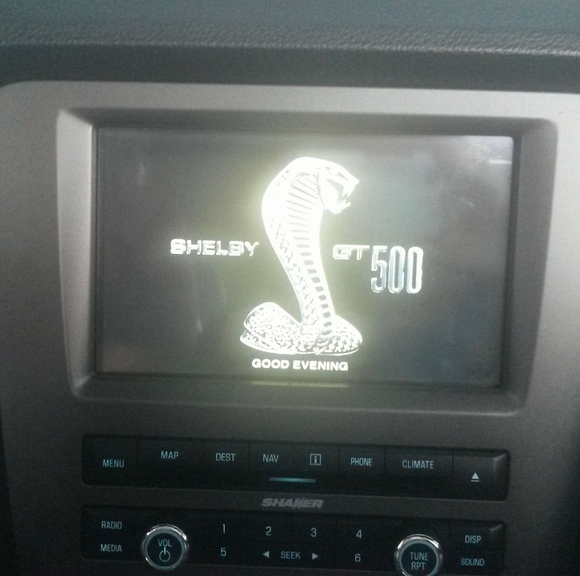 SHELBY GT500
GOOD EVENING
MENU MAP DEST NAV i PHONE CLIMATE
SHAKER
RADIO 1 2 3 4 DISP
MEDIA VOL 5 SEEK 6 TUNE RPT SOUND